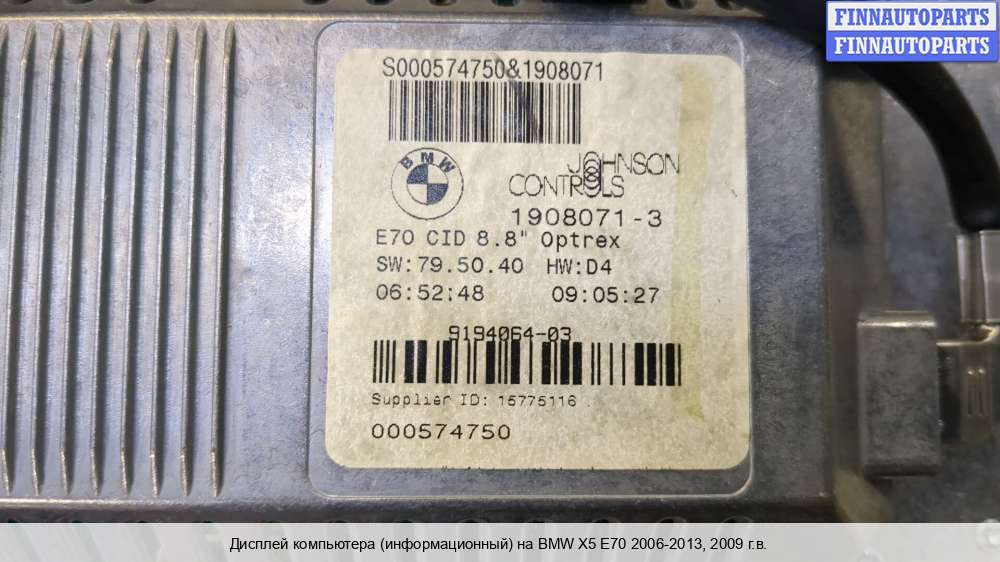 FINNAUTOPARTS
FINNAUTOPARTS
S000574750&1908071
BMW
JOHNSON
CONTROLS
1908071-3
E70 CID 8.8" Optrex
SW:79.50.40 HW:D4
06:52:48 09:05:27
9194064-03
Supplier ID: 15775116
000574750
Дисплей компьютера (информационный) на BMW X5 E70 2006-2013, 2009 г.в.